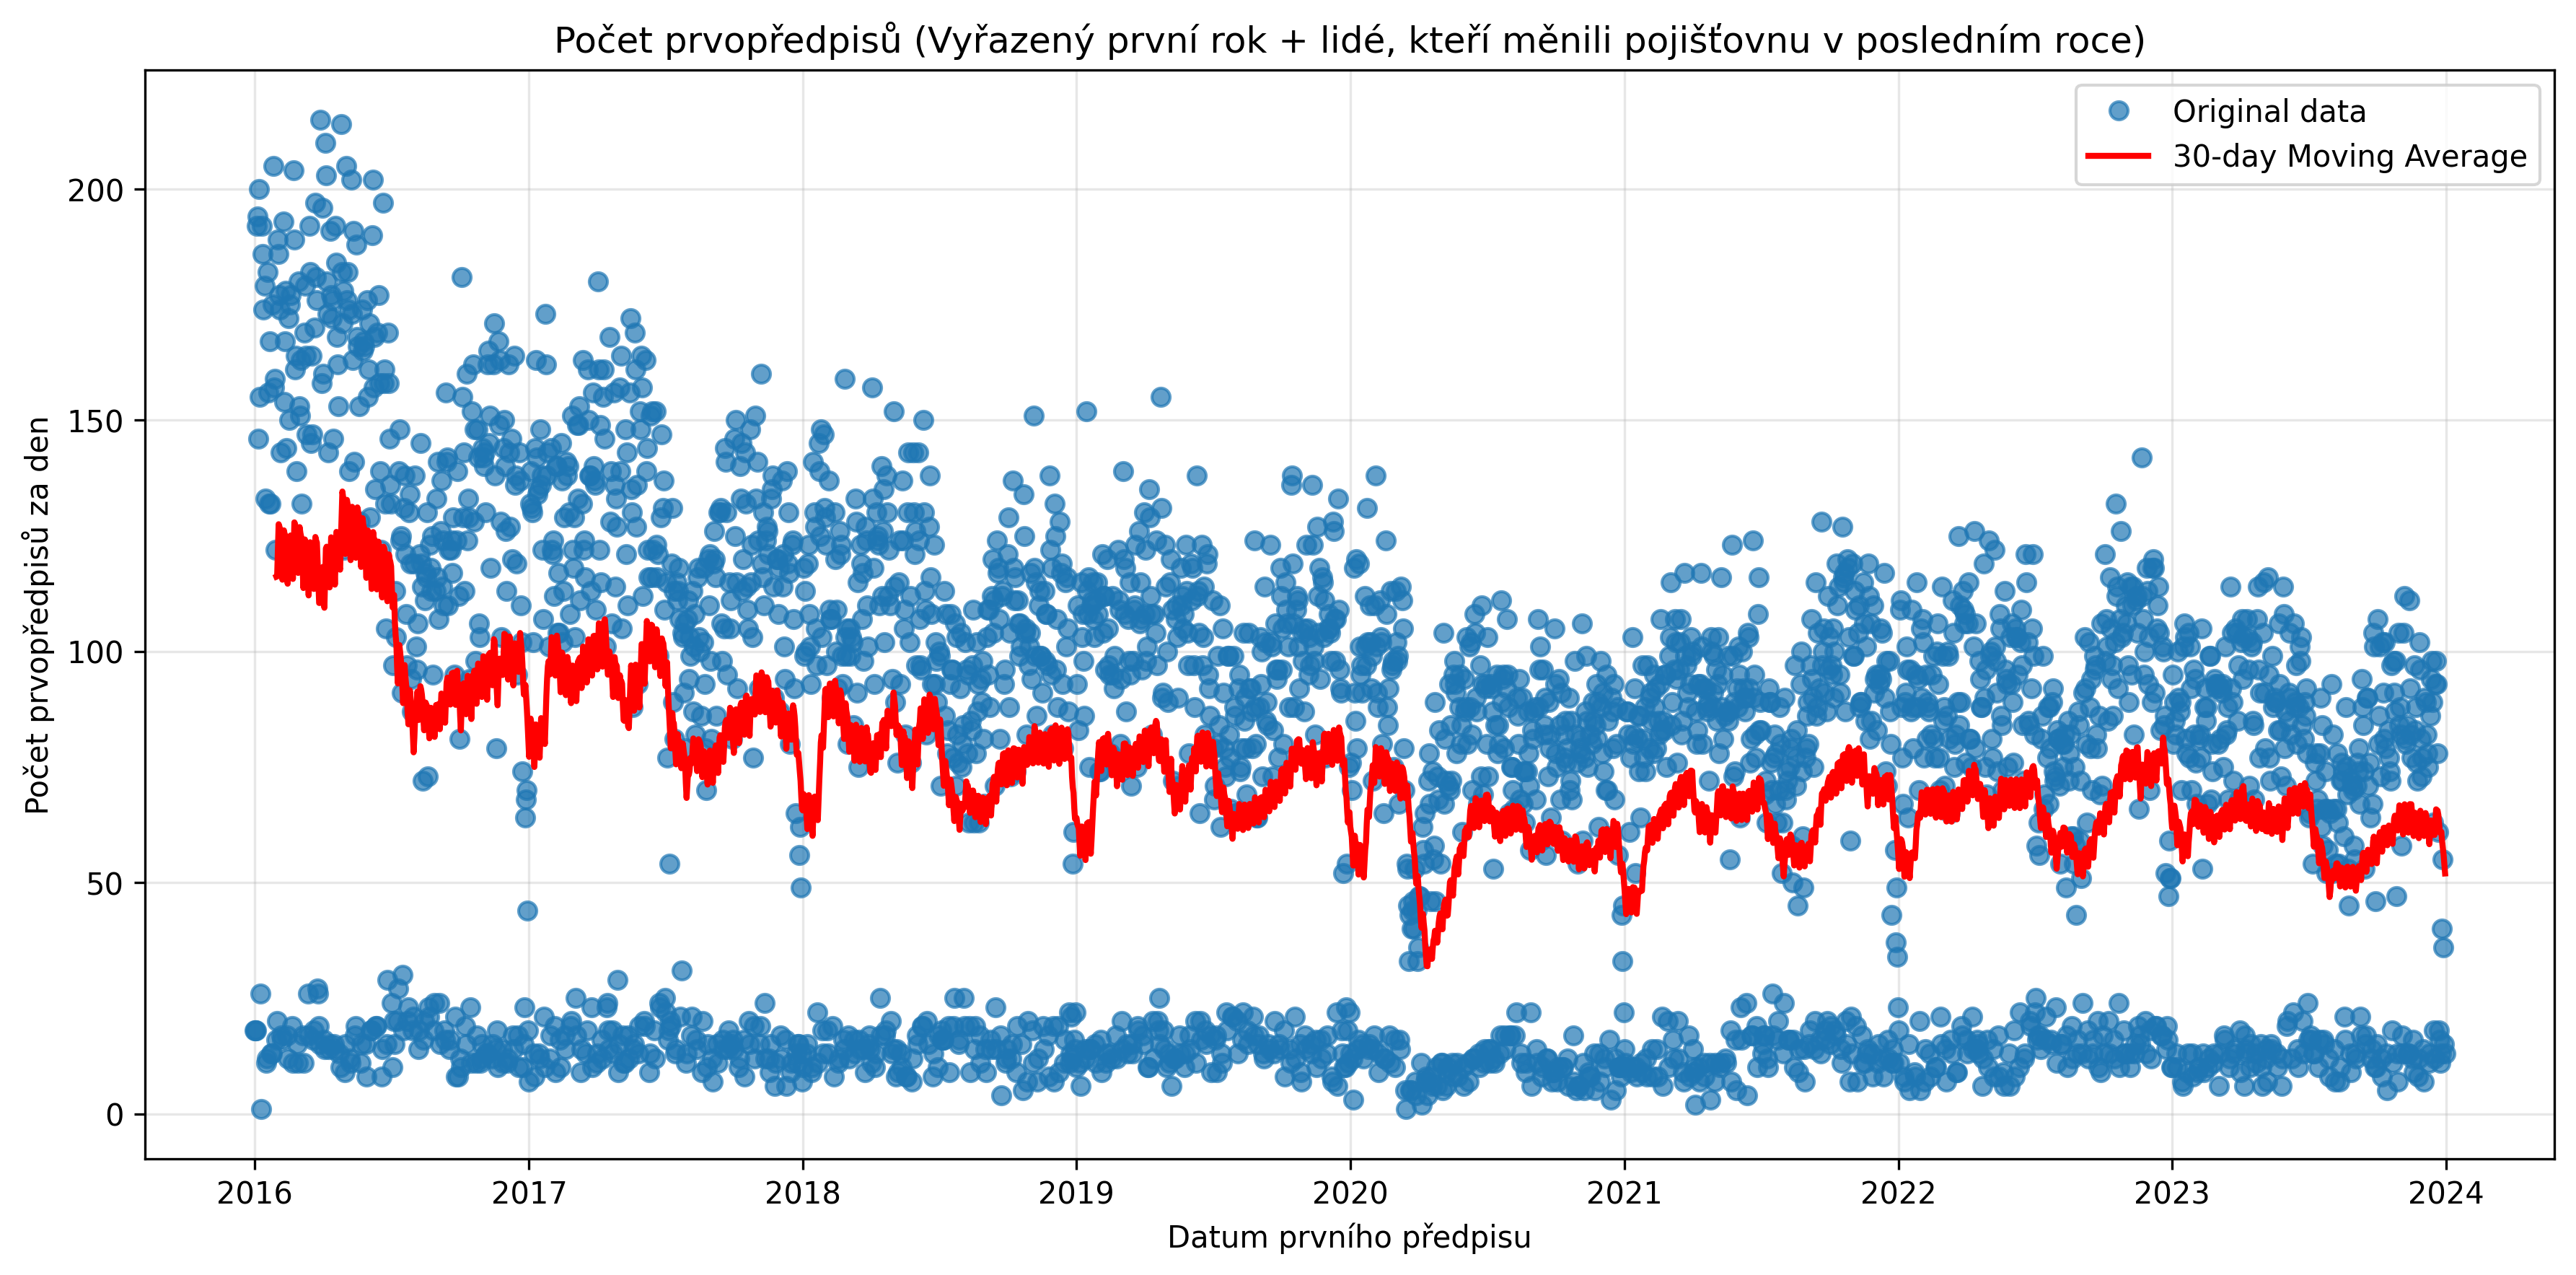 Počet prvopředpisů (Vyřazený první rok + lidé, kteří měnili pojišťovnu v posledním roce)
Original data
30-day Moving Average
Počet prvopředpisů za den
200
150
100
50
0
2016 2017 2018 2019 2020 2021 2022 2023 2024
Datum prvního předpisu